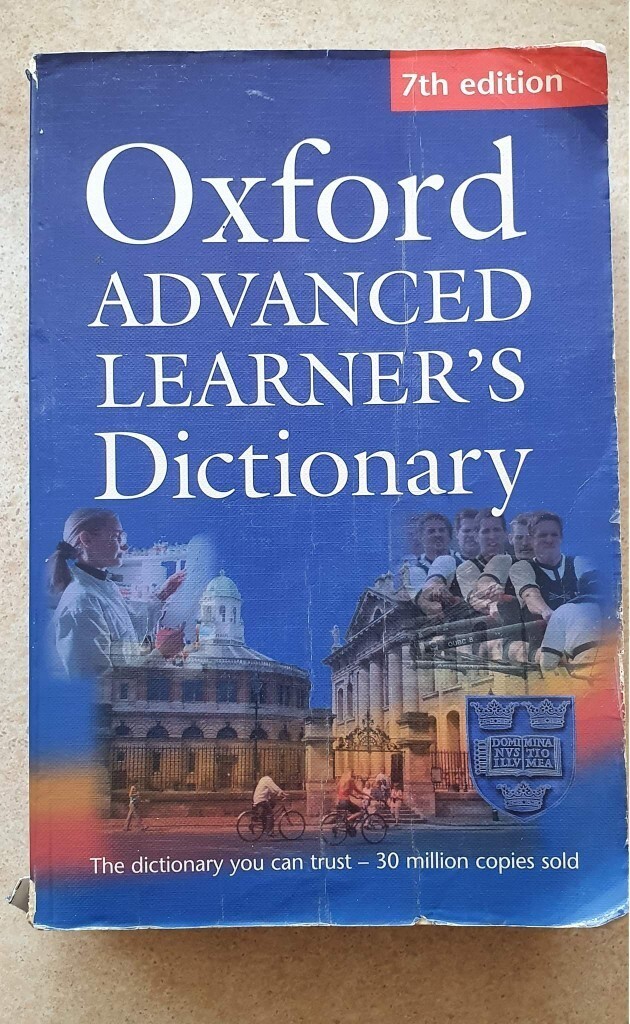 7th edition
Oxford
ADVANCED
LEARNER'S
Dictionary
OUBC B
DOMI MINA
NVS TIO
ILLV MEA
The dictionary you can trust – 30 million copies sold